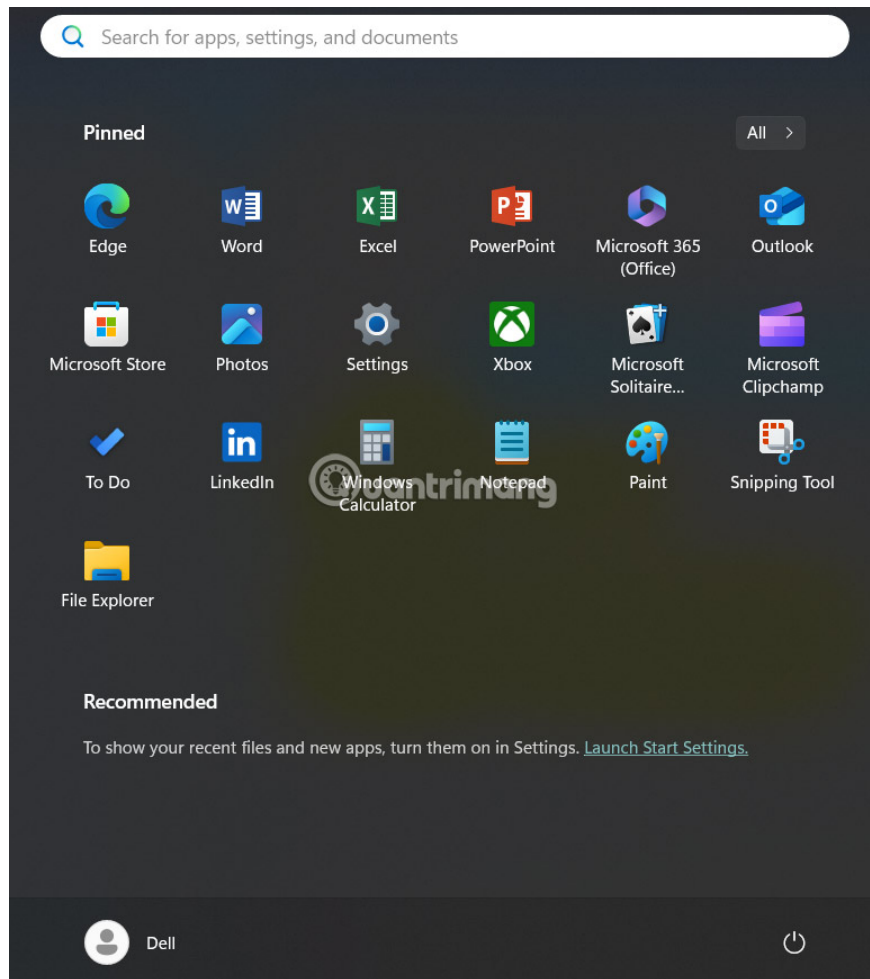 Search for apps, settings, and documents
Pinned
All
Edge
Word
Excel
PowerPoint
Microsoft 365
(Office)
Outlook
Microsoft Store
Photos
Settings
Xbox
Microsoft
Solitaire...
Microsoft
Clipchamp
To Do
LinkedIn
Windows
Calculator
Notepad
Paint
Snipping Tool
Quantrimang
File Explorer
Recommended
To show your recent files and new apps, turn them on in Settings. Launch Start Settings.
Dell